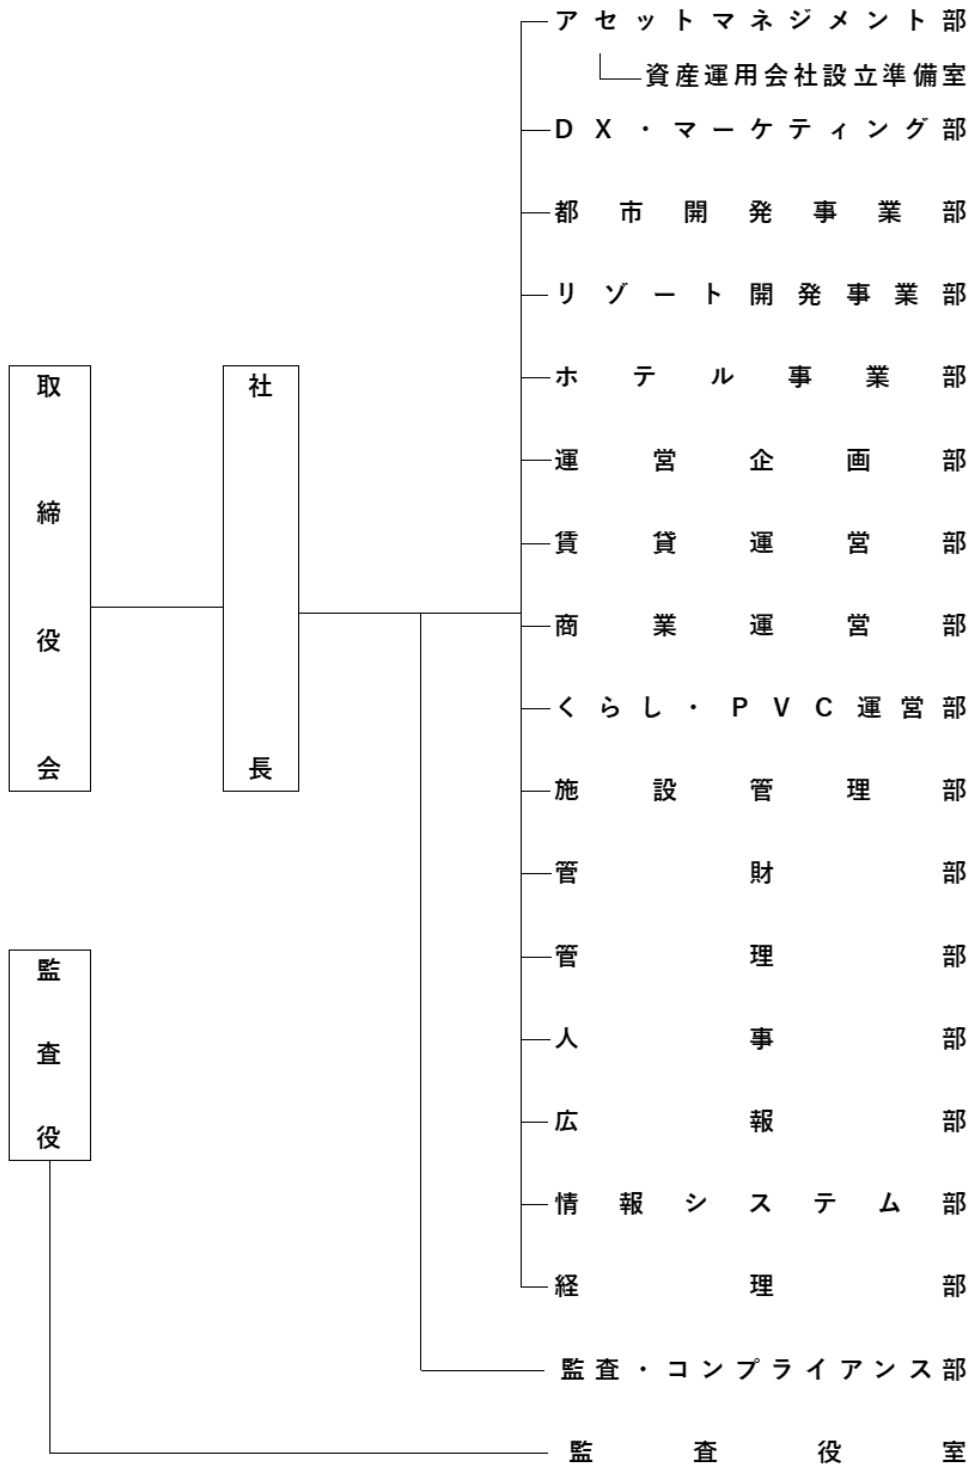 取締役会
社長
監査役
アセットマネジメント部
資産運用会社設立準備室
DX・マーケティング部
都市開発事業部
リゾート開発事業部
ホテル事業部
運営企画部
賃貸運営部
商業運営部
くらし・PVC運営部
施設管理部
管財部
管理部
人事部
広報部
情報システム部
経理部
監査・コンプライアンス部
監査役室